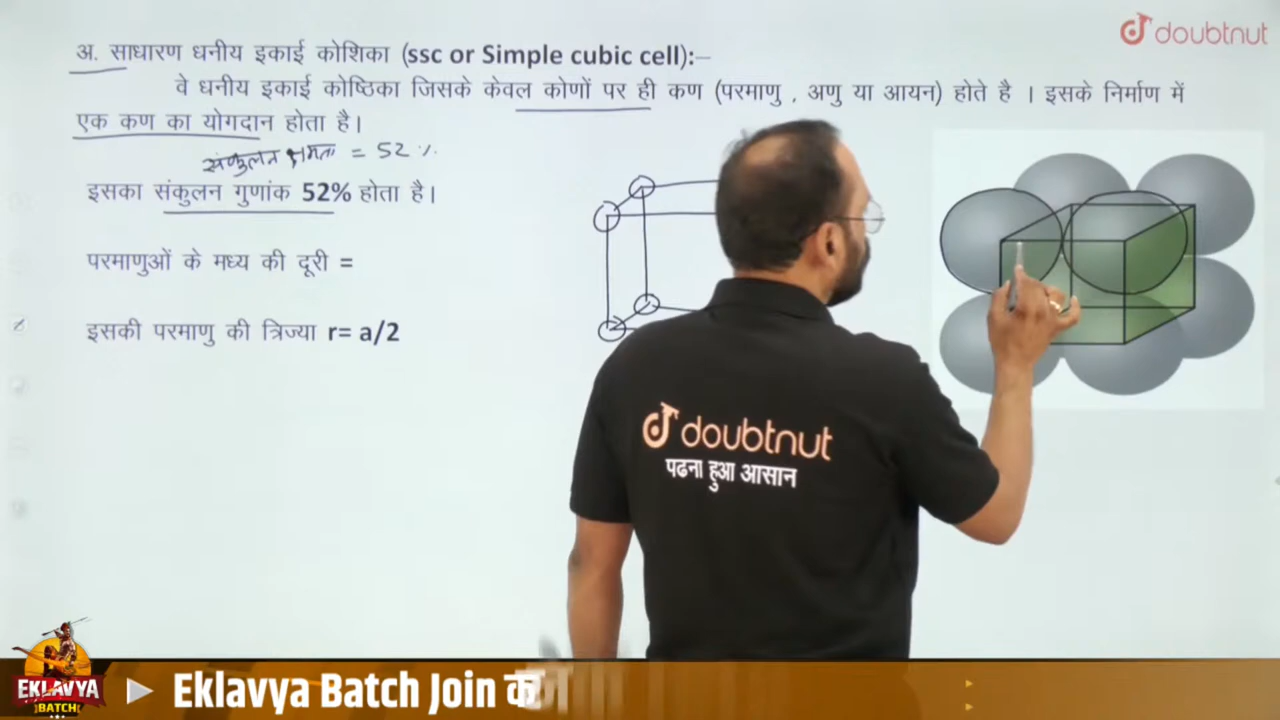 doubtnut
अ. साधारण धनीय इकाई कोशिका (ssc or Simple cubic cell):–
वे धनीय इकाई कोष्ठिका जिसके केवल कोणों पर ही कण (परमाणु , अणु या आयन) होते है । इसके निर्माण में
एक कण का योगदान होता है।
संकुलन क्षमता = 52 %.
इसका संकुलन गुणांक 52% होता है।
परमाणुओं के मध्य की दूरी =
इसकी परमाणु की त्रिज्या r= a/2
doubtnut
पढना हुआ आसान
EKLAVYA
BATCH
Eklavya Batch Join